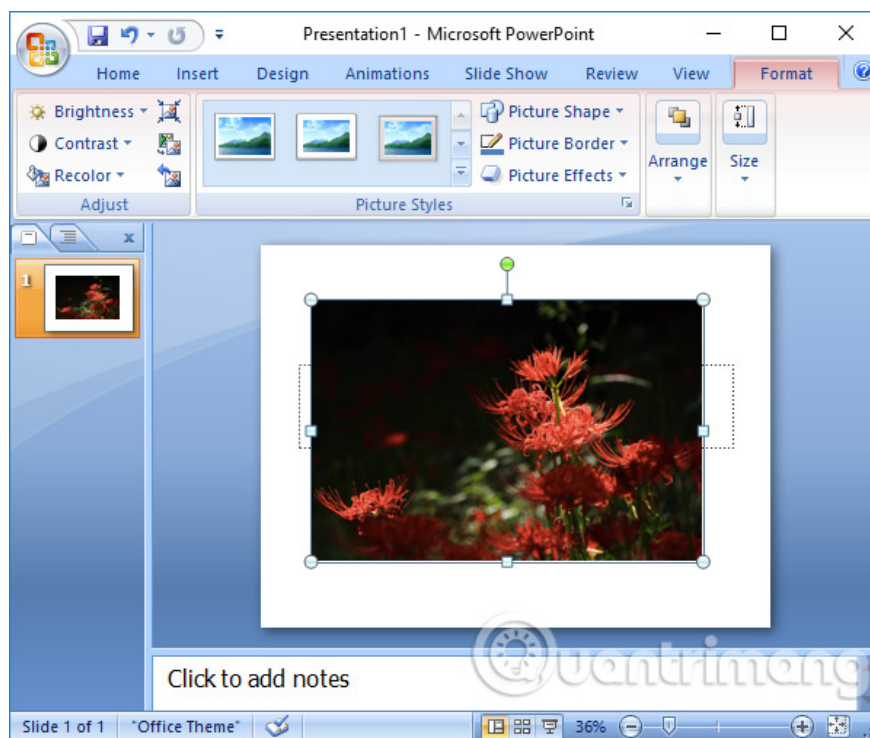 Presentation1 - Microsoft PowerPoint
Home Insert Design Animations Slide Show Review View Format
Brightness
Contrast
Recolor
Adjust
Picture Shape
Picture Border
Picture Effects
Picture Styles
Arrange
Size
1
Click to add notes
Quantrimang
Slide 1 of 1 "Office Theme" 36%